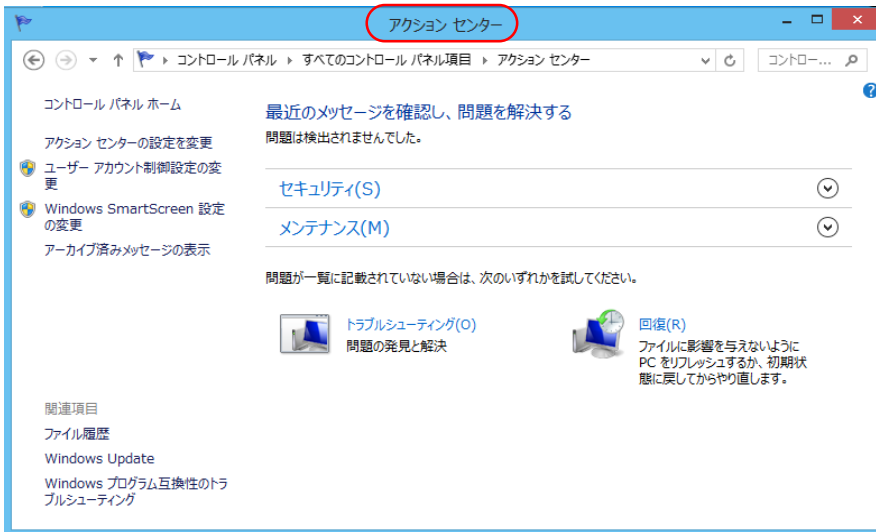 アクション センター
コントロール パネル ▸ すべてのコントロール パネル項目 ▸ アクション センター
コントロー...
コントロール パネル ホーム
アクション センターの設定を変更
ユーザー アカウント制御設定の変
更
Windows SmartScreen 設定
の変更
アーカイブ済みメッセージの表示
最近のメッセージを確認し、問題を解決する
問題は検出されませんでした。
セキュリティ(S)
メンテナンス(M)
問題が一覧に記載されていない場合は、次のいずれかを試してください。
トラブルシューティング(O)
問題の発見と解決
回復(R)
ファイルに影響を与えないように
PC をリフレッシュするか、初期状
態に戻してからやり直します。
関連項目
ファイル履歴
Windows Update
Windows プログラム互換性のトラ
ブルシューティング